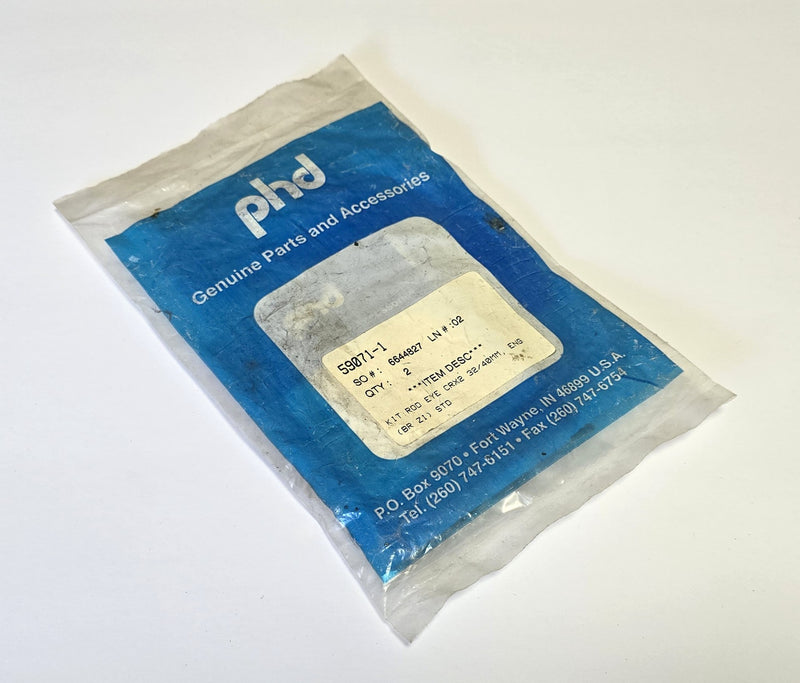 phd
Genuine Parts and Accessories
59071-1
SO #: 6644827 LN #:02
QTY: 2
***ITEM DESC***
KIT ROD EYE CRX2 32/40MM, ENG
(BR Z1) STD
P.O. Box 9070 • Fort Wayne, IN 46899 U.S.A.
Tel. (260) 747-6151 • Fax (260) 747-6754